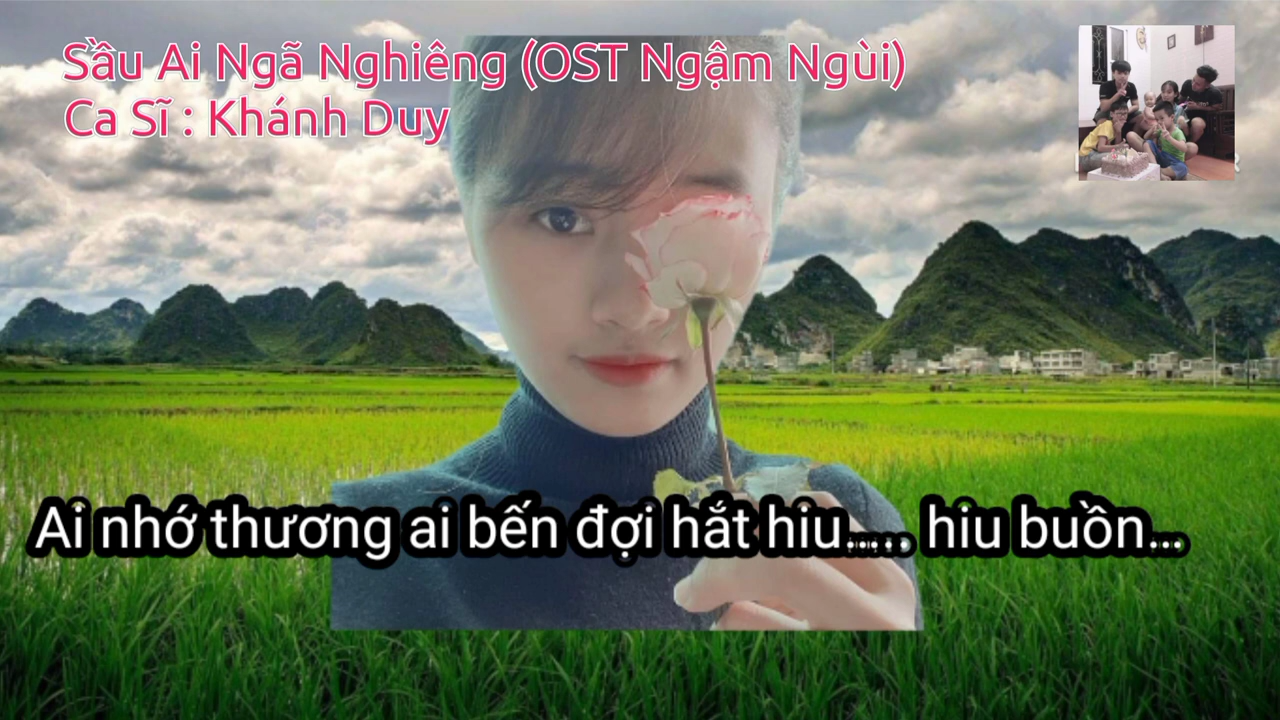 Sầu Ai Ngã Nghiêng (OST Ngậm Ngùi)
Ca Sĩ : Khánh Duy
Ai nhớ thương ai bến đợi hắt hiu..... hiu buồn...